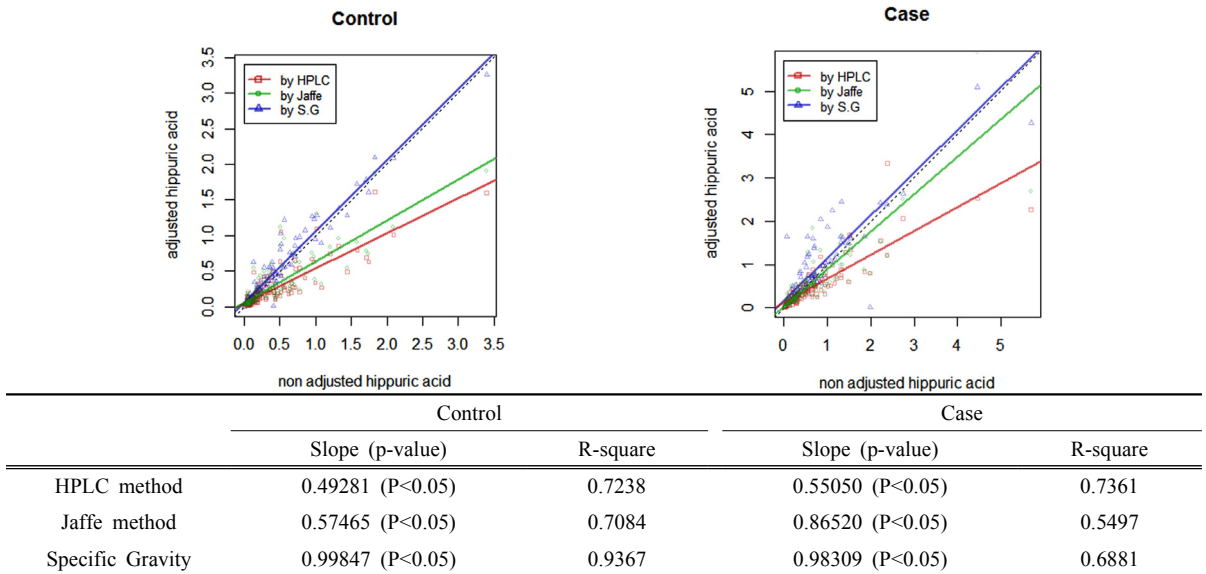 Control
3.5
3.0
2.5
2.0
1.5
1.0
0.5
0.0
adjusted hippuric acid
by HPLC
by Jaffe
by S.G
0.0 0.5 1.0 1.5 2.0 2.5 3.0 3.5
non adjusted hippuric acid
Case
5
4
3
2
1
0
adjusted hippuric acid
by HPLC
by Jaffe
by S.G
0 1 2 3 4 5
non adjusted hippuric acid
Control Case
Slope (p-value) R-square Slope (p-value) R-square
HPLC method 0.49281 (P<0.05) 0.7238 0.55050 (P<0.05) 0.7361
Jaffe method 0.57465 (P<0.05) 0.7084 0.86520 (P<0.05) 0.5497
Specific Gravity 0.99847 (P<0.05) 0.9367 0.98309 (P<0.05) 0.6881